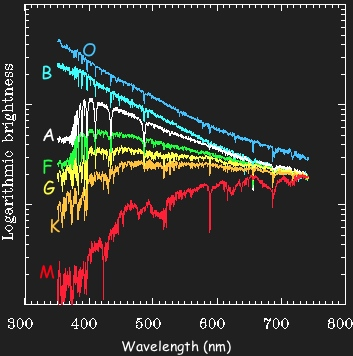 Logarithmic brightness
O
B
A
F
G
K
M
300 400 500 600 700 800
Wavelength (nm)